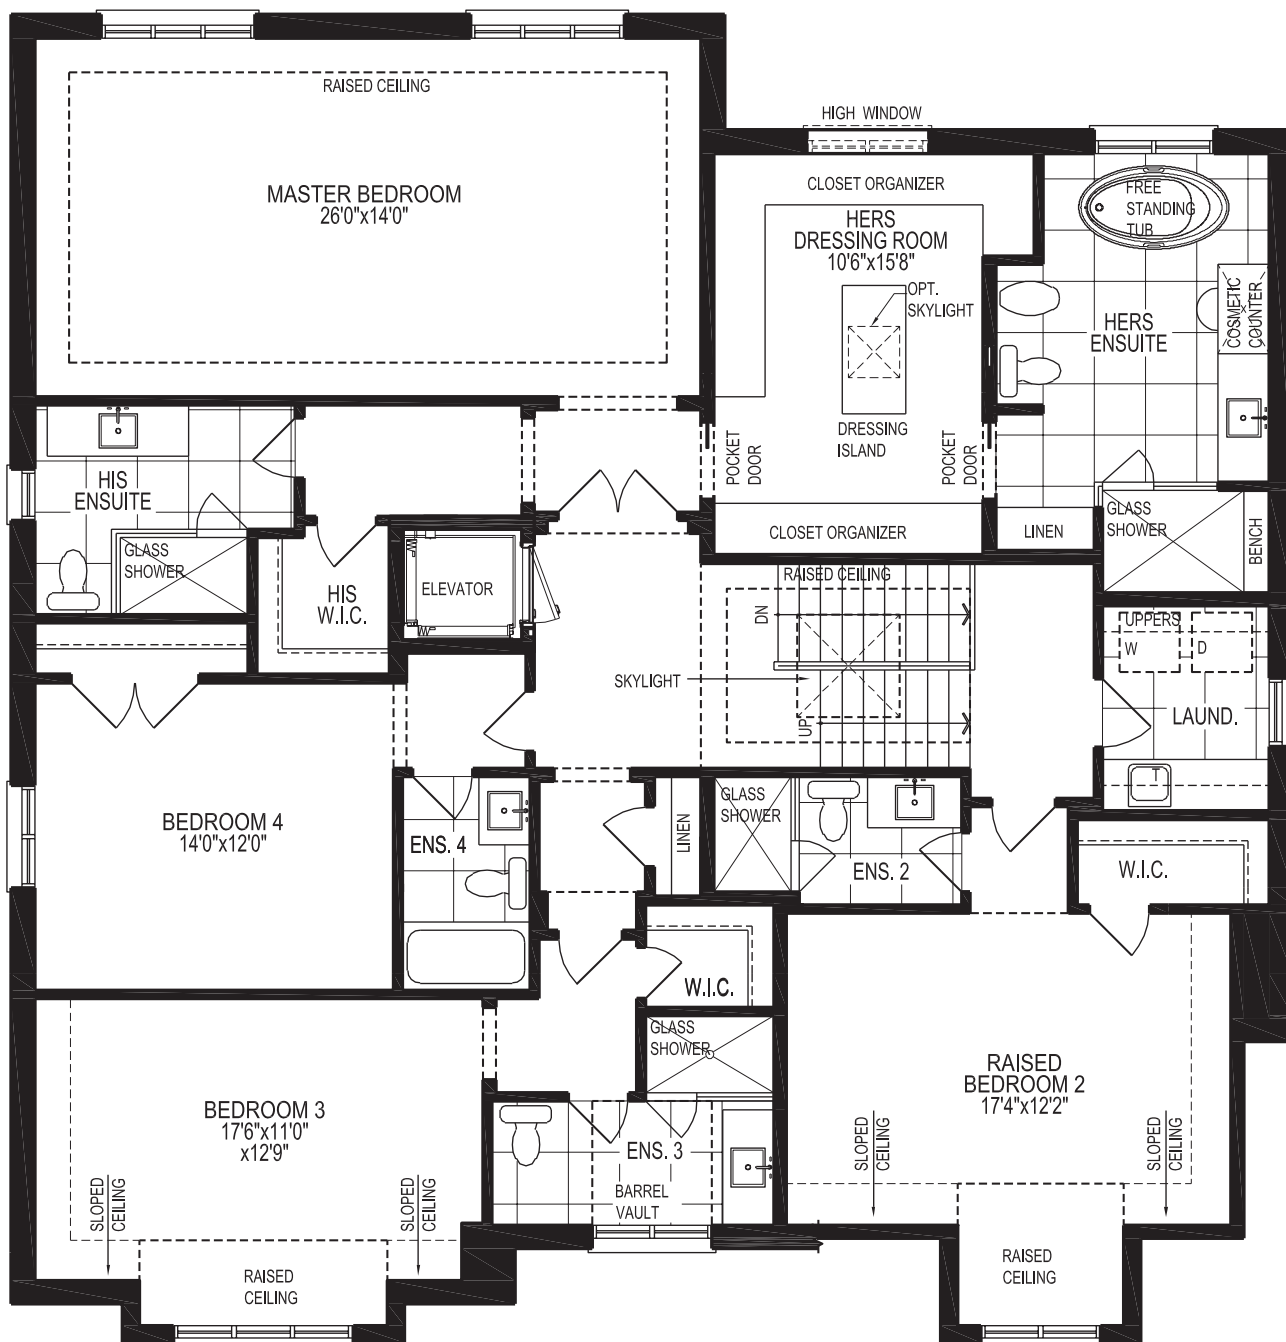 RAISED CEILING
MASTER BEDROOM
26'0"x14'0"
HIGH WINDOW
CLOSET ORGANIZER
HERS
DRESSING ROOM
10'6"x15'8"
OPT.
SKYLIGHT
DRESSING
ISLAND
POCKET
DOOR
POCKET
DOOR
CLOSET ORGANIZER
FREE
STANDING
TUB
COSMETIC
COUNTER
HERS
ENSUITE
LINEN
GLASS
SHOWER
BENCH
HIS
ENSUITE
GLASS
SHOWER
HIS
W.I.C.
ELEVATOR
RAISED CEILING
DN
SKYLIGHT
UP
UPPERS
W
D
LAUND.
T
BEDROOM 4
14'0"x12'0"
ENS. 4
LINEN
GLASS
SHOWER
ENS. 2
W.I.C.
W.I.C.
GLASS
SHOWER
RAISED
BEDROOM 2
17'4"x12'2"
BEDROOM 3
17'6"x11'0"
x12'9"
ENS. 3
BARREL
VAULT
SLOPED
CEILING
SLOPED
CEILING
SLOPED
CEILING
SLOPED
CEILING
RAISED
CEILING
RAISED
CEILING